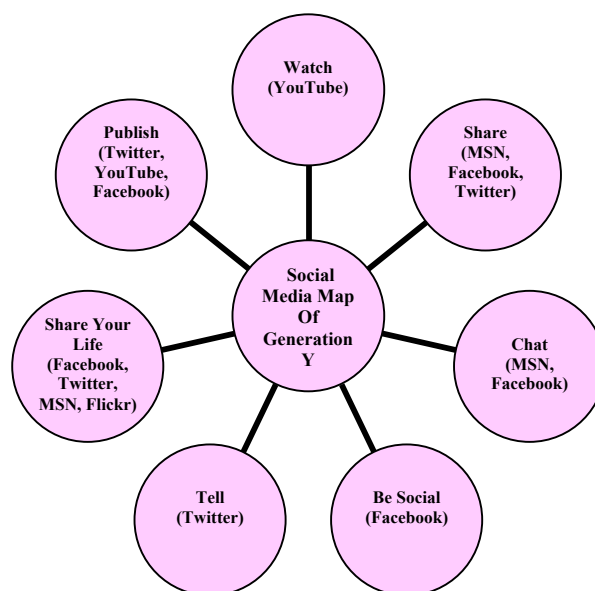 Watch
(YouTube)
Publish
(Twitter,
YouTube,
Facebook)
Share
(MSN,
Facebook,
Twitter)
Social
Media Map
Of
Generation
Y
Share Your
Life
(Facebook,
Twitter,
MSN, Flickr)
Chat
(MSN,
Facebook)
Tell
(Twitter)
Be Social
(Facebook)